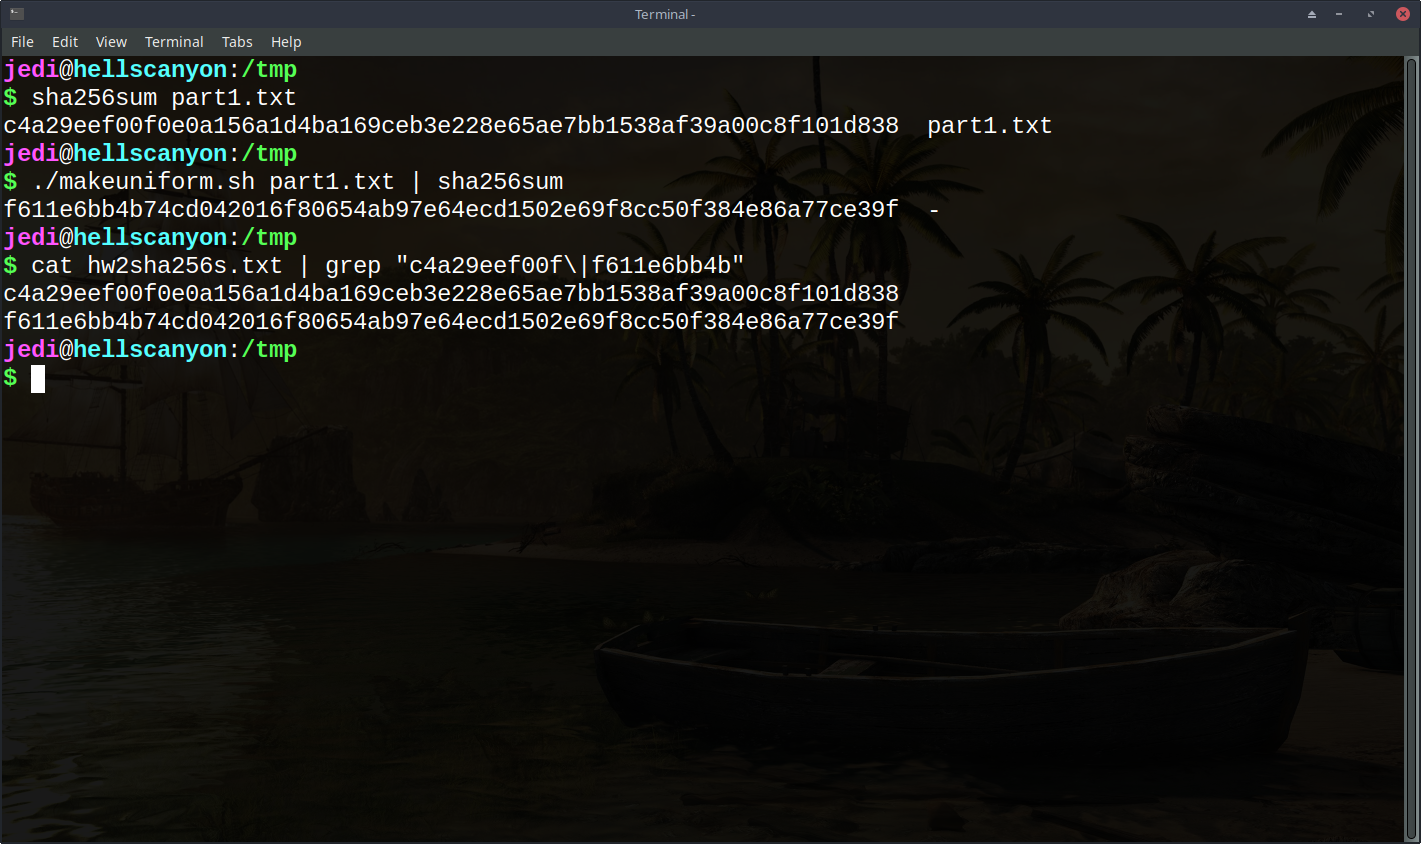 Terminal -
File Edit View Terminal Tabs Help
jedi@hellscanyon:/tmp
$ sha256sum part1.txt
c4a29eef00f0e0a156a1d4ba169ceb3e228e65ae7bb1538af39a00c8f101d838  part1.txt
jedi@hellscanyon:/tmp
$ ./makeuniform.sh part1.txt | sha256sum
f611e6bb4b74cd042016f80654ab97e64ecd1502e69f8cc50f384e86a77ce39f  -
jedi@hellscanyon:/tmp
$ cat hw2sha256s.txt | grep "c4a29eef00f\|f611e6bb4b"
c4a29eef00f0e0a156a1d4ba169ceb3e228e65ae7bb1538af39a00c8f101d838
f611e6bb4b74cd042016f80654ab97e64ecd1502e69f8cc50f384e86a77ce39f
jedi@hellscanyon:/tmp
$